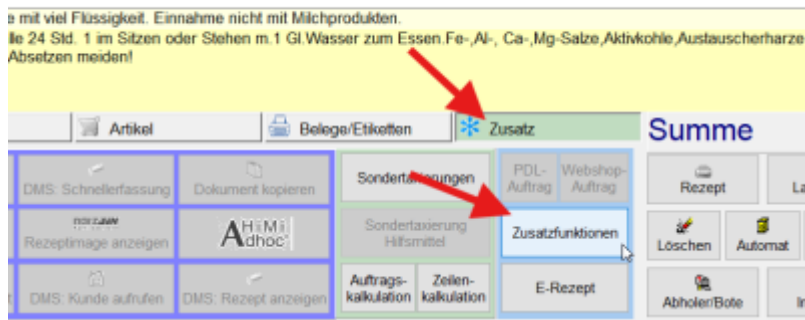 e mit viel Flüssigkeit. Einnahme nicht mit Milchprodukten.
lle 24 Std. 1 im Sitzen oder Stehen m.1 Gl.Wasser zum Essen.Fe-,Al-, Ca-,Mg-Salze,Aktivkohle,Austauscherharze
Absetzen meiden!
Artikel
Belege/Etiketten
Zusatz
Summe
DMS: Schnellerfassung
Dokument kopieren
Sondertaxierungen
PDL-Auftrag
Webshop-Auftrag
Rezept
La
Rezeptimage anzeigen
AHiMi
adhoc
Sondertaxierung
Hilfsmittel
Zusatzfunktionen
Löschen
Automat
t
DMS: Kunde aufrufen
DMS: Rezept anzeigen
Auftrags-
kalkulation
Zeilen-
kalkulation
E-Rezept
Abholer/Bote
In